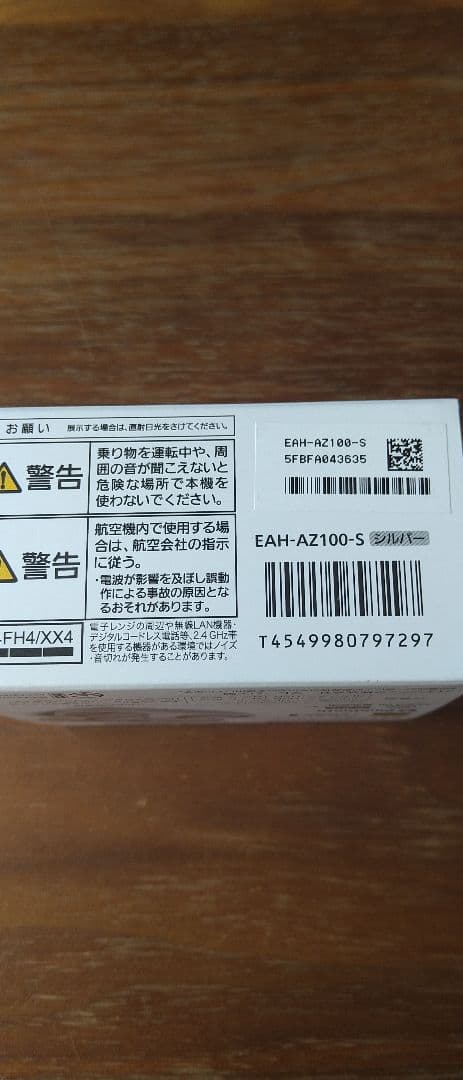 お願い 展示する場合は、直射日光をさけてください。
警告
乗り物を運転中や、周
囲の音が聞こえないと
危険な場所で本機を
使わないでください。
警告
航空機内で使用する場
合は、航空会社の指示
に従う。
・電波が影響を及ぼし誤動
作による事故の原因とな
るおそれがあります。
FH4/XX4
電子レンジの周辺や無線LAN機器・
デジタルコードレス電話等、2.4 GHz帯
を使用する機器がある環境ではノイズ
・音切れが発生することがあります。
EAH-AZ100-S
5FBFA043635
EAH-AZ100-S シルバー
T4549980797297